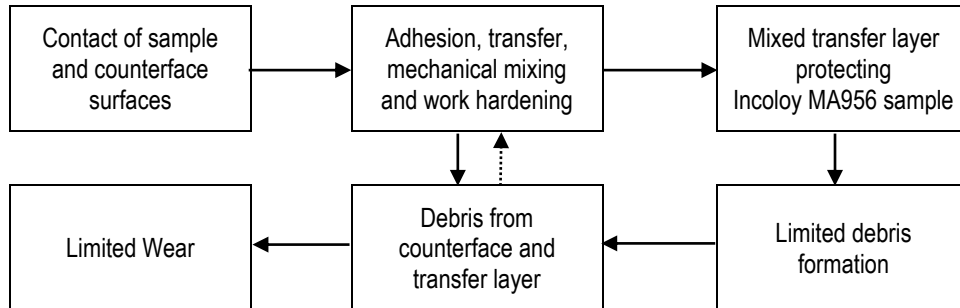 Contact of sample
and counterface
surfaces
Adhesion, transfer,
mechanical mixing
and work hardening
Mixed transfer layer
protecting
Incoloy MA956 sample
Limited Wear
Debris from
counterface and
transfer layer
Limited debris
formation